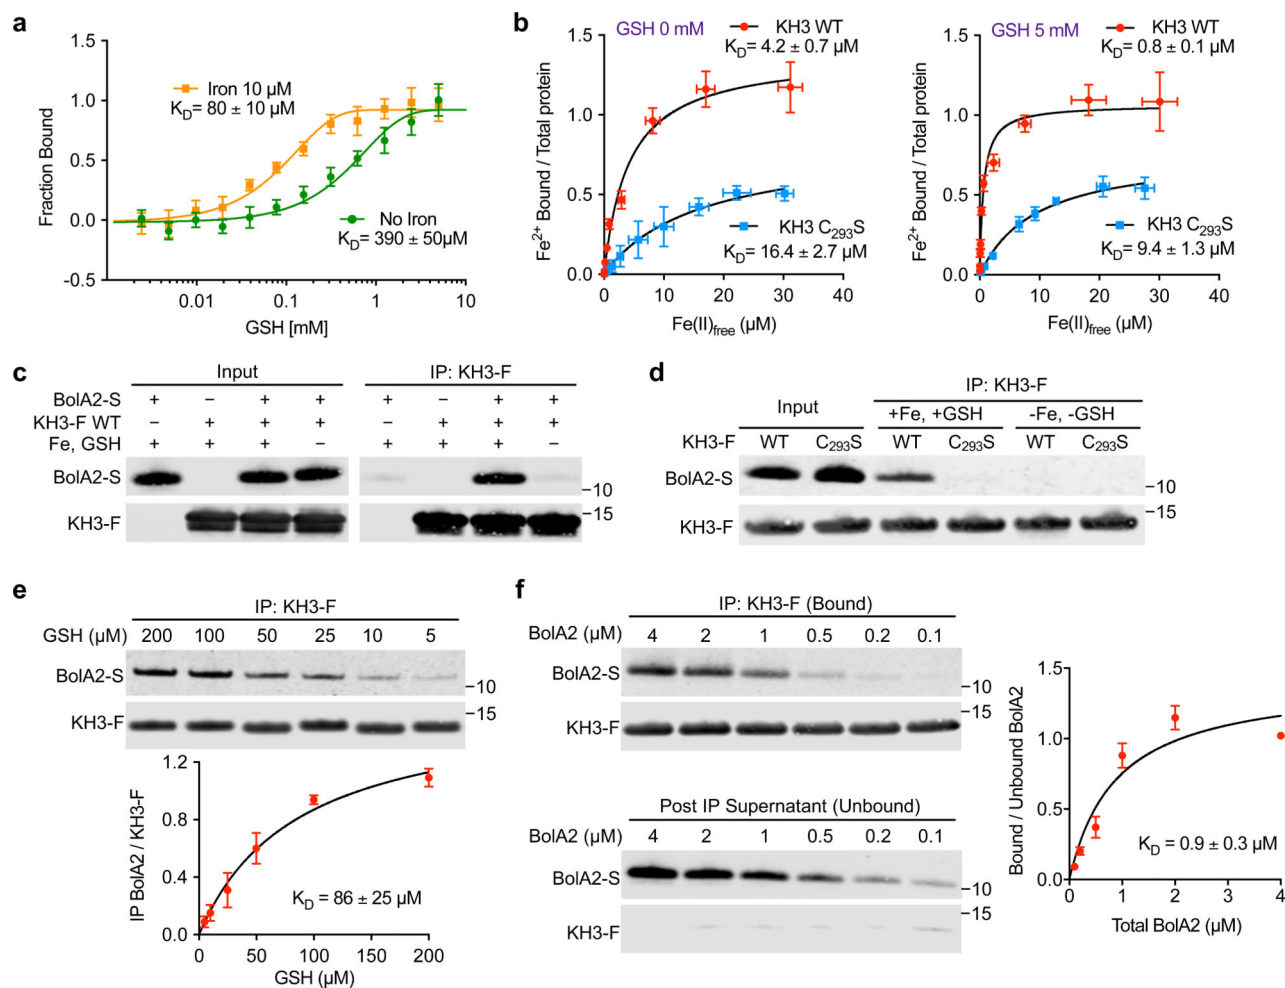 a
Iron 10 µM
K_D= 80 ± 10 µM
No Iron
K_D= 390 ± 50µM
Fraction Bound
1.5
1.0
0.5
0.0
-0.5
0.01
0.1
1
10
GSH [mM]
b
GSH 0 mM
KH3 WT
K_D= 4.2 ± 0.7 µM
KH3 C₂₉₃S
K_D= 16.4 ± 2.7 µM
Fe²⁺ Bound / Total protein
1.5
1.0
0.5
0.0
0
10
20
30
40
Fe(II)free (µM)
GSH 5 mM
KH3 WT
K_D= 0.8 ± 0.1 µM
KH3 C₂₉₃S
K_D= 9.4 ± 1.3 µM
Fe²⁺ Bound / Total protein
1.5
1.0
0.5
0.0
0
10
20
30
40
Fe(II)free (µM)
c
Input
IP: KH3-F
BolA2-S + – + + + – + +
KH3-F WT – + + + – + + +
Fe, GSH + + + – + + + –
BolA2-S
–10
KH3-F
–15
d
IP: KH3-F
Input
+Fe, +GSH
-Fe, -GSH
KH3-F WT C₂₉₃S WT C₂₉₃S WT C₂₉₃S
BolA2-S
–10
KH3-F
–15
e
IP: KH3-F
GSH (µM) 200 100 50 25 10 5
BolA2-S
–10
KH3-F
–15
IP BolA2 / KH3-F
1.2
0.8
0.4
0.0
K_D = 86 ± 25 µM
0
50
100
150
200
GSH (µM)
f
IP: KH3-F (Bound)
BolA2 (µM) 4 2 1 0.5 0.2 0.1
BolA2-S
–10
KH3-F
–15
Post IP Supernatant (Unbound)
BolA2 (µM) 4 2 1 0.5 0.2 0.1
BolA2-S
–10
KH3-F
–15
Bound / Unbound BolA2
1.5
1.0
0.5
0.0
K_D = 0.9 ± 0.3 µM
0
1
2
3
4
Total BolA2 (µM)